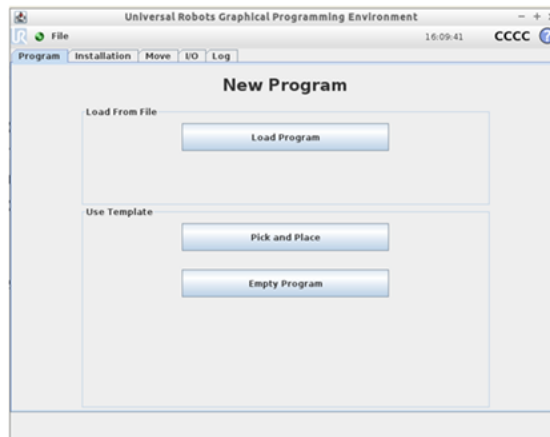 Universal Robots Graphical Programming Environment
File 16:09:41 CCCC ?
Program Installation Move I/O Log
New Program
Load From File
Load Program
Use Template
Pick and Place
Empty Program